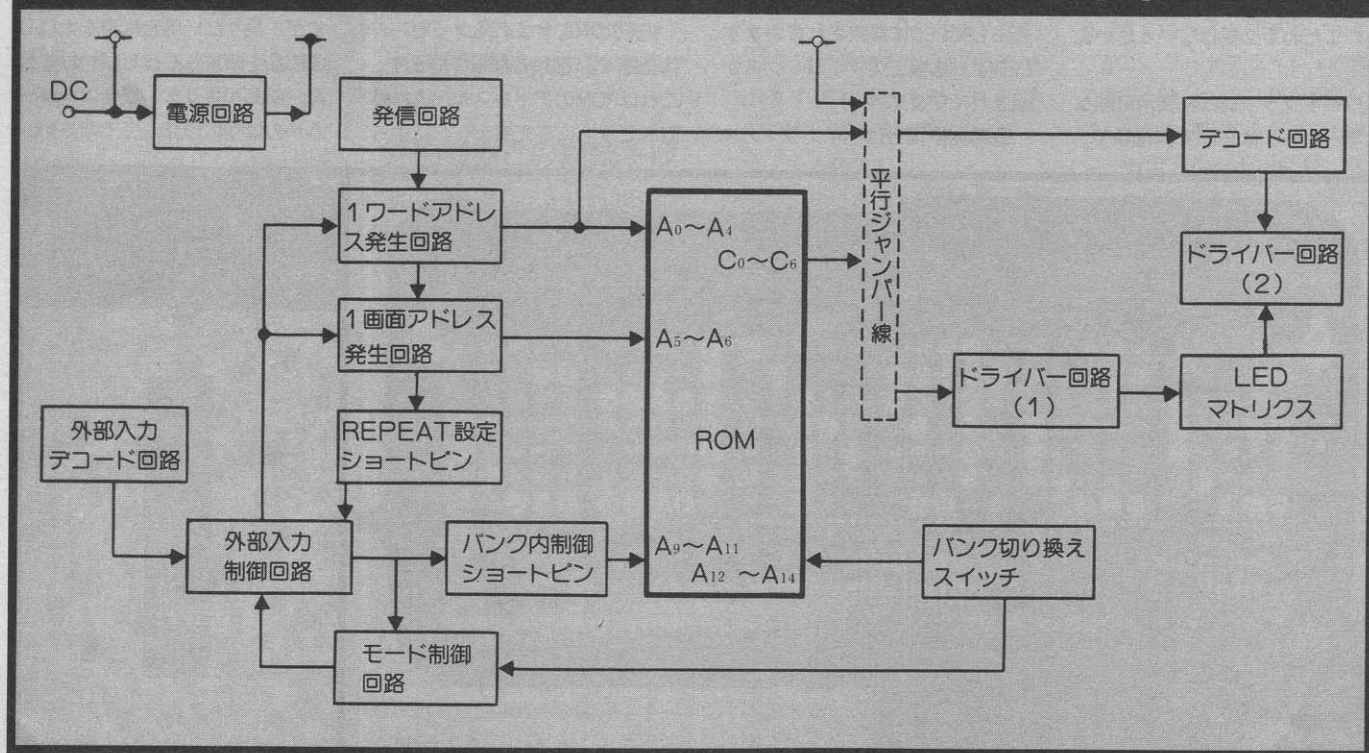 DC
電源回路
発信回路
1ワードアドレ
ス発生回路
1画面アドレス
発生回路
REPEAT設定
ショートピン
外部入力
デコード回路
外部入力
制御回路
バンク内制御
ショートピン
モード制御
回路
A0〜A4
C0〜C6
A5〜A6
ROM
A9〜A11
A12 〜A14
平行ジャンパー線
デコード回路
ドライバー回路
(2)
ドライバー回路
(1)
LED
マトリクス
バンク切り換え
スイッチ